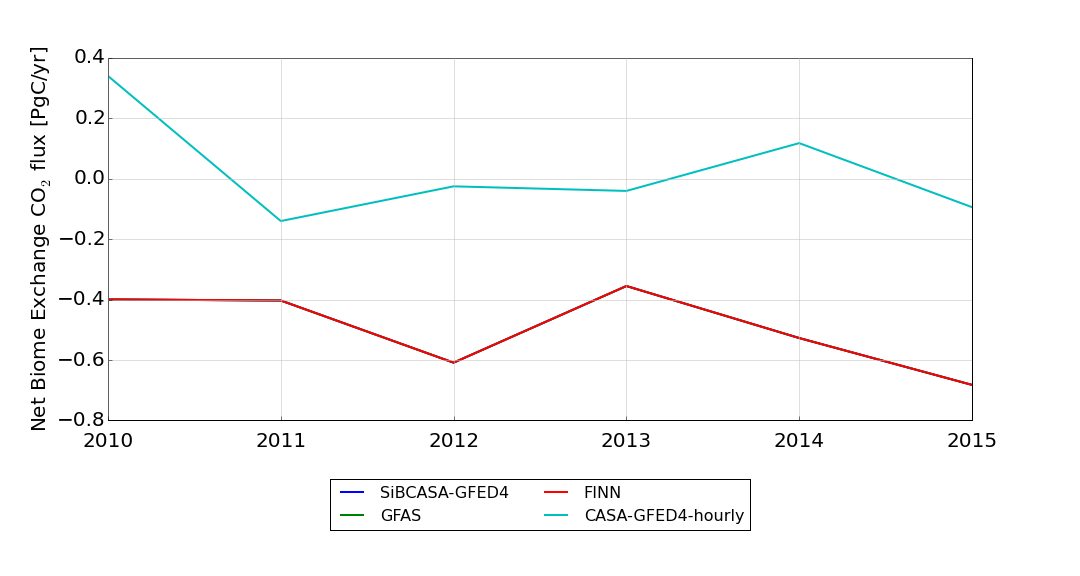 Net Biome Exchange CO₂ flux [PgC/yr]
0.4
0.2
0.0
−0.2
−0.4
−0.6
−0.8
2010 2011 2012 2013 2014 2015
SiBCASA-GFED4 FINN
GFAS CASA-GFED4-hourly